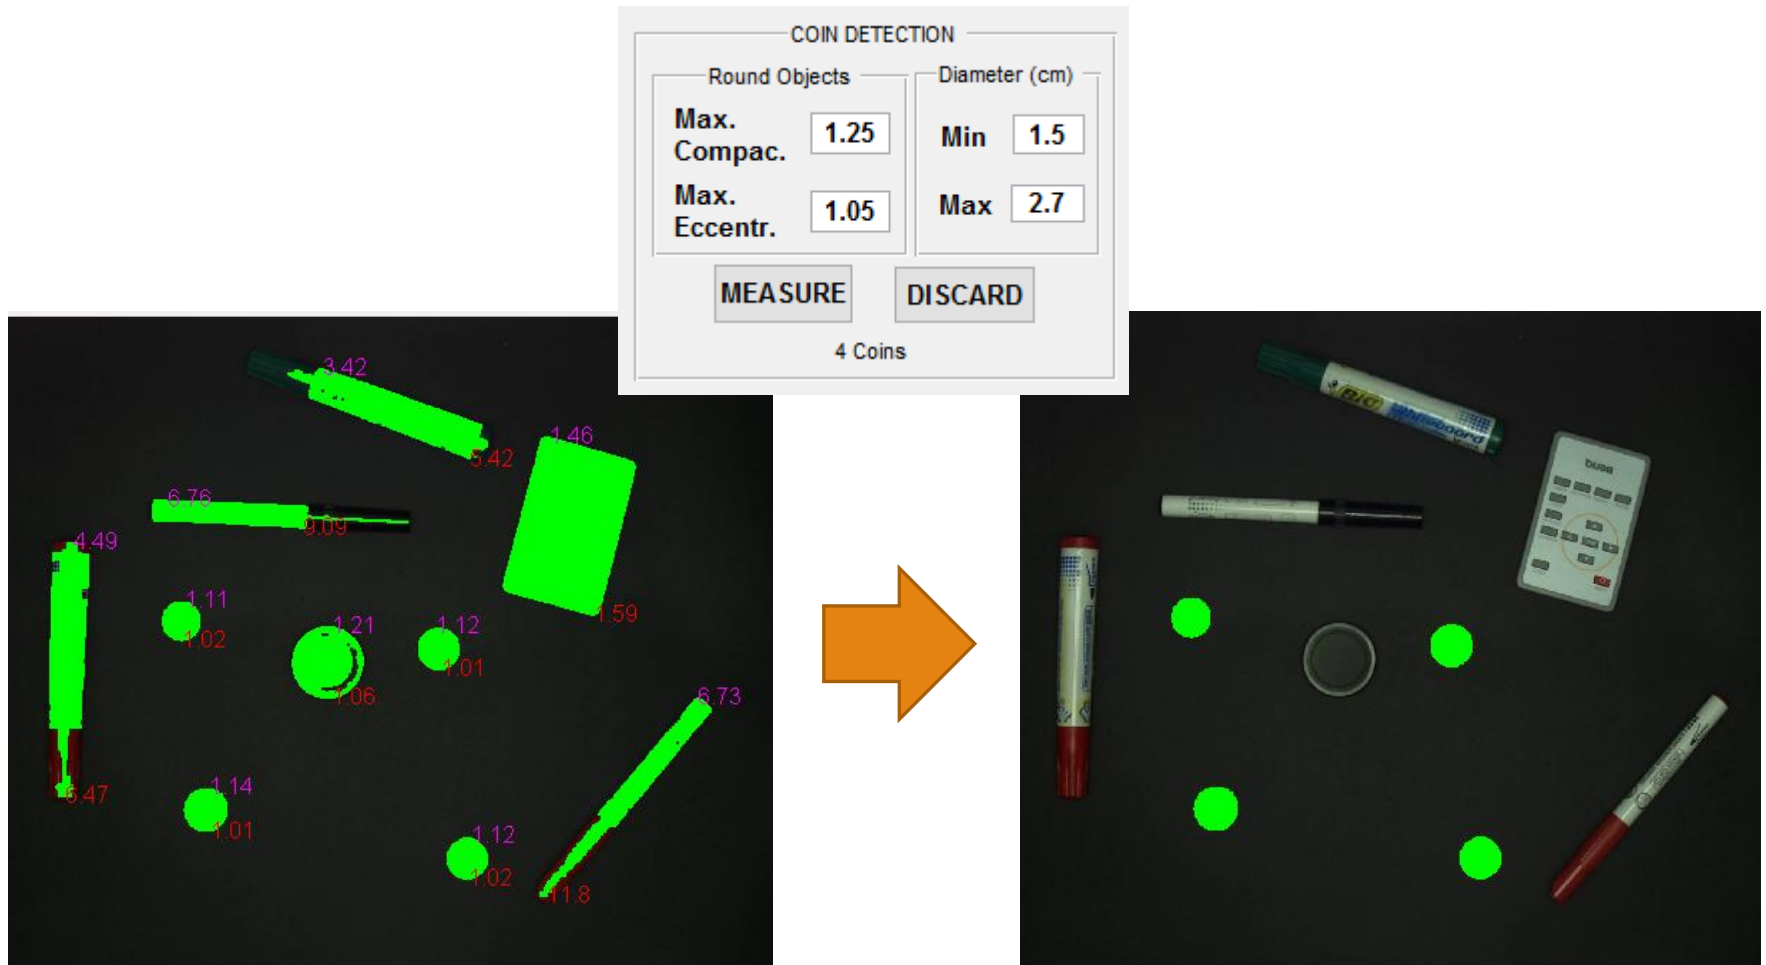 COIN DETECTION
Round Objects
Diameter (cm)
Max.
Compac.
1.25
Min
1.5
Max.
Eccentr.
1.05
Max
2.7
MEASURE
DISCARD
4 Coins
3.42
5.42
1.46
1.59
6.76
9.09
4.49
6.47
1.11
1.02
1.21
1.06
1.12
1.01
6.73
11.8
1.14
1.01
1.12
1.02
BIC
Whiteboard
BenQ